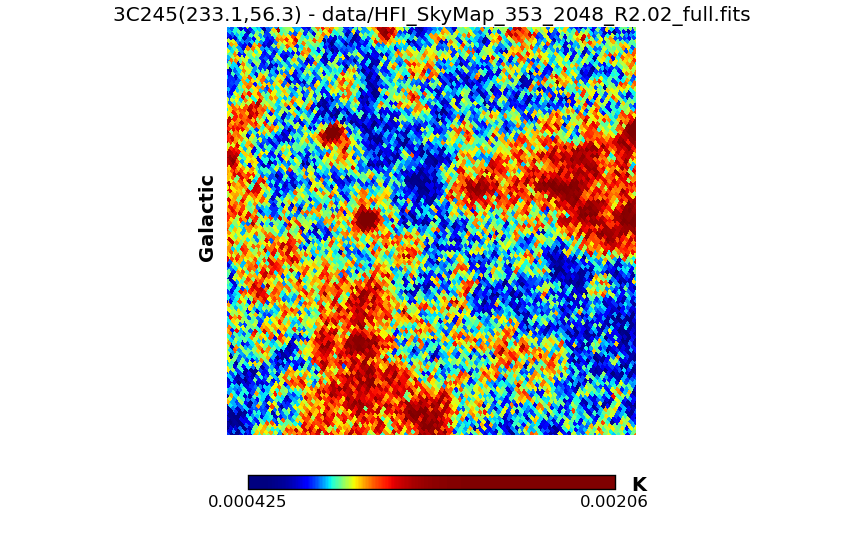 3C245(233.1,56.3) - data/HFI_SkyMap_353_2048_R2.02_full.fits
Galactic
K
0.000425
0.00206